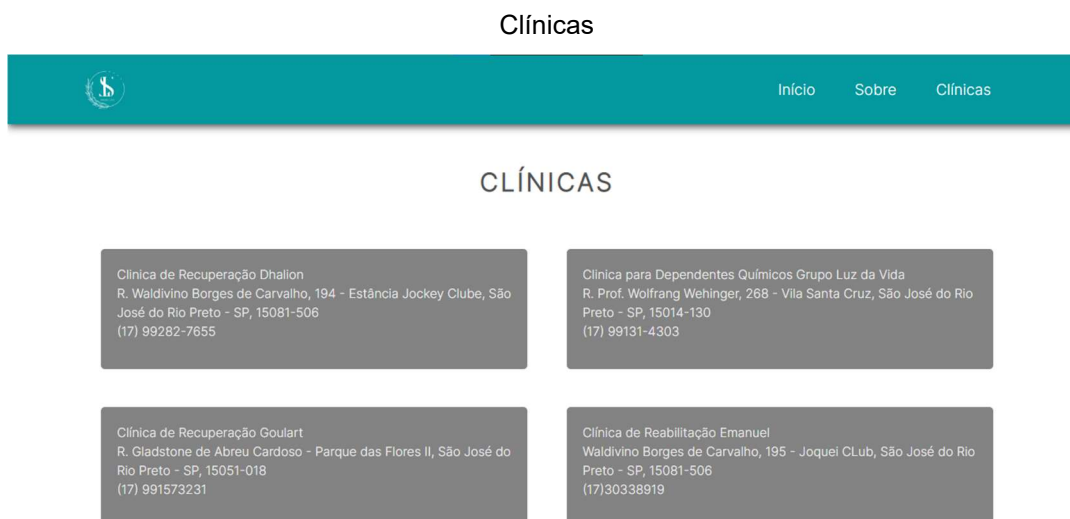 Clínicas
Início Sobre Clínicas
CLÍNICAS
Clinica de Recuperação Dhalion
R. Waldivino Borges de Carvalho, 194 - Estância Jockey Clube, São
José do Rio Preto - SP, 15081-506
(17) 99282-7655
Clinica para Dependentes Químicos Grupo Luz da Vida
R. Prof. Wolfrang Wehinger, 268 - Vila Santa Cruz, São José do Rio
Preto - SP, 15014-130
(17) 99131-4303
Clínica de Recuperação Goulart
R. Gladstone de Abreu Cardoso - Parque das Flores II, São José do
Rio Preto - SP, 15051-018
(17) 991573231
Clínica de Reabilitação Emanuel
Waldivino Borges de Carvalho, 195 - Joquei CLub, São José do Rio
Preto - SP, 15081-506
(17)30338919